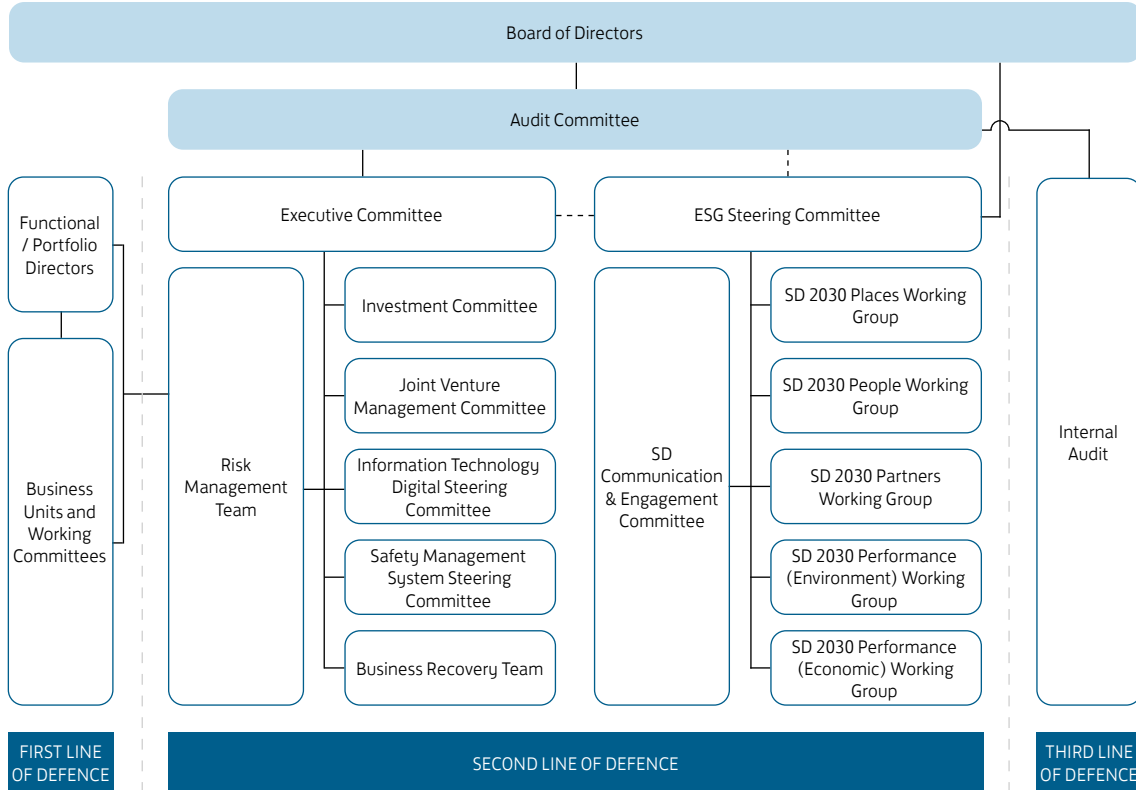 Board of Directors
Audit Committee
Functional
/ Portfolio
Directors
Executive Committee
ESG Steering Committee
Business
Units and
Working
Committees
Risk
Management
Team
Investment Committee
Joint Venture
Management Committee
Information Technology
Digital Steering
Committee
Safety Management
System Steering
Committee
Business Recovery Team
SD
Communication
& Engagement
Committee
SD 2030 Places Working
Group
SD 2030 People Working
Group
SD 2030 Partners
Working Group
SD 2030 Performance
(Environment) Working
Group
SD 2030 Performance
(Economic) Working
Group
Internal
Audit
FIRST LINE
OF DEFENCE
SECOND LINE OF DEFENCE
THIRD LINE
OF DEFENCE